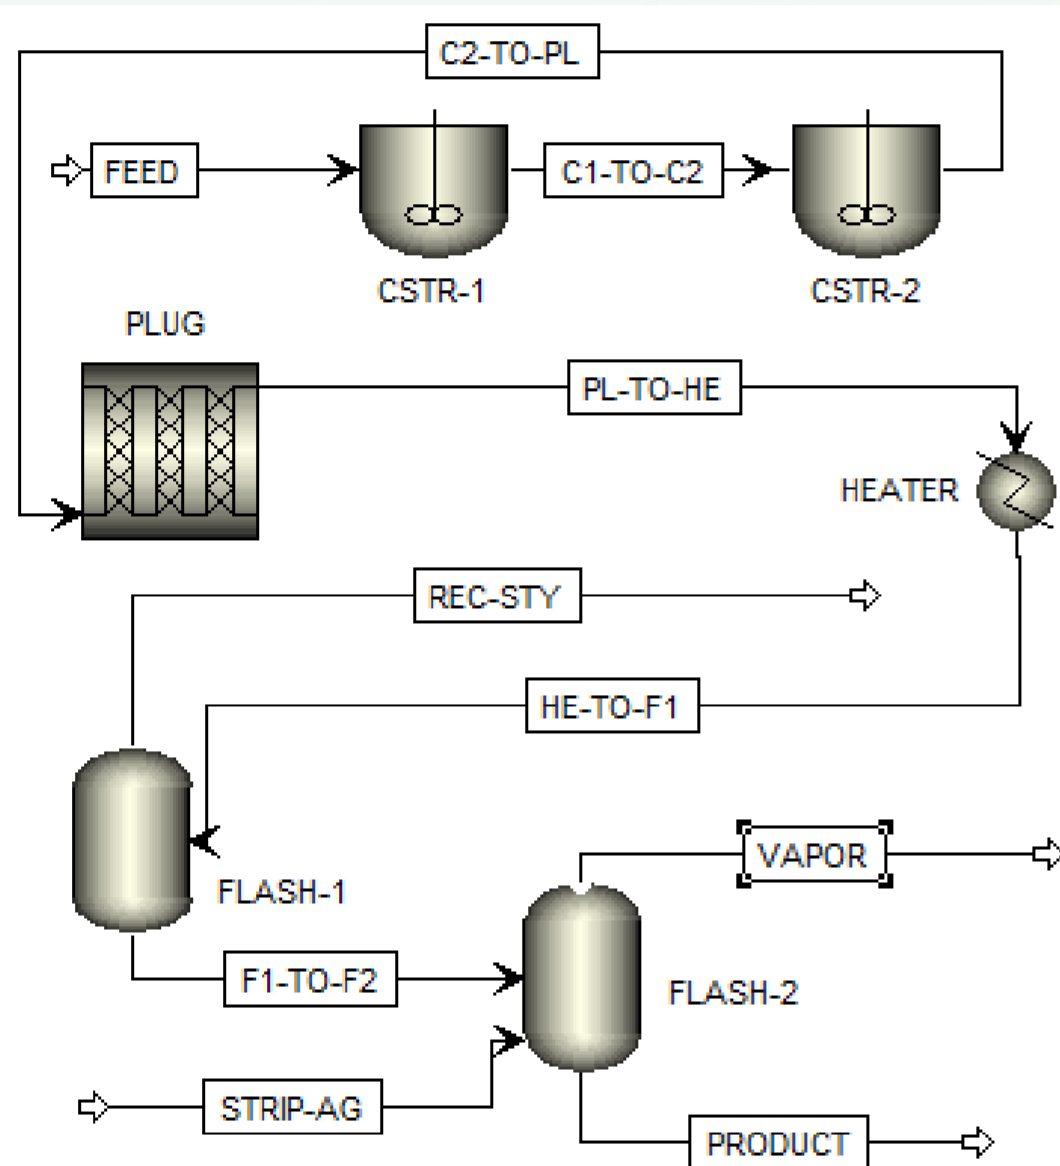 C2-TO-PL
FEED
C1-TO-C2
CSTR-1
CSTR-2
PLUG
PL-TO-HE
HEATER
REC-STY
HE-TO-F1
VAPOR
FLASH-1
F1-TO-F2
FLASH-2
STRIP-AG
PRODUCT